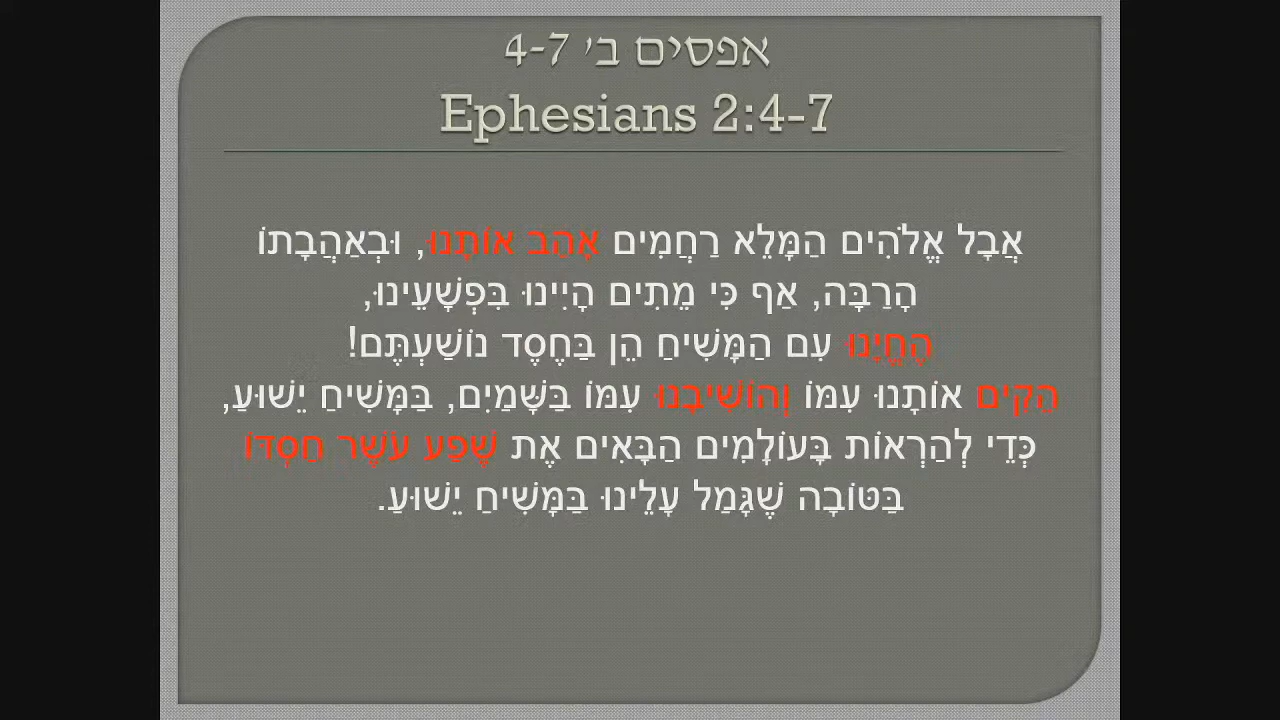 אפסים ב׳ 4-7
Ephesians 2:4-7
אֲבָל אֱלֹהִים הַמָּלֵא רַחֲמִים אָהַב אוֹתָנוּ, וּבְאַהֲבָתוֹ
הָרַבָּה, אַף כִּי מֵתִים הָיִינוּ בִּפְשָׁעֵינוּ,
הֶחֱיָנוּ עִם הַמָּשִׁיחַ הֵן בַּחֶסֶד נוֹשַׁעְתֶּם!
הֵקִים אוֹתָנוּ עִמּוֹ וְהוֹשִׁיבָנוּ עִמּוֹ בַּשָּׁמַיִם, בַּמָּשִׁיחַ יֵשׁוּעַ,
כְּדֵי לְהַרְאוֹת בָּעוֹלָמִים הַבָּאִים אֶת שֶׁפַע עֹשֶׁר חַסְדּוֹ
בַּטּוֹבָה שֶׁגָּמַל עָלֵינוּ בַּמָּשִׁיחַ יֵשׁוּעַ.